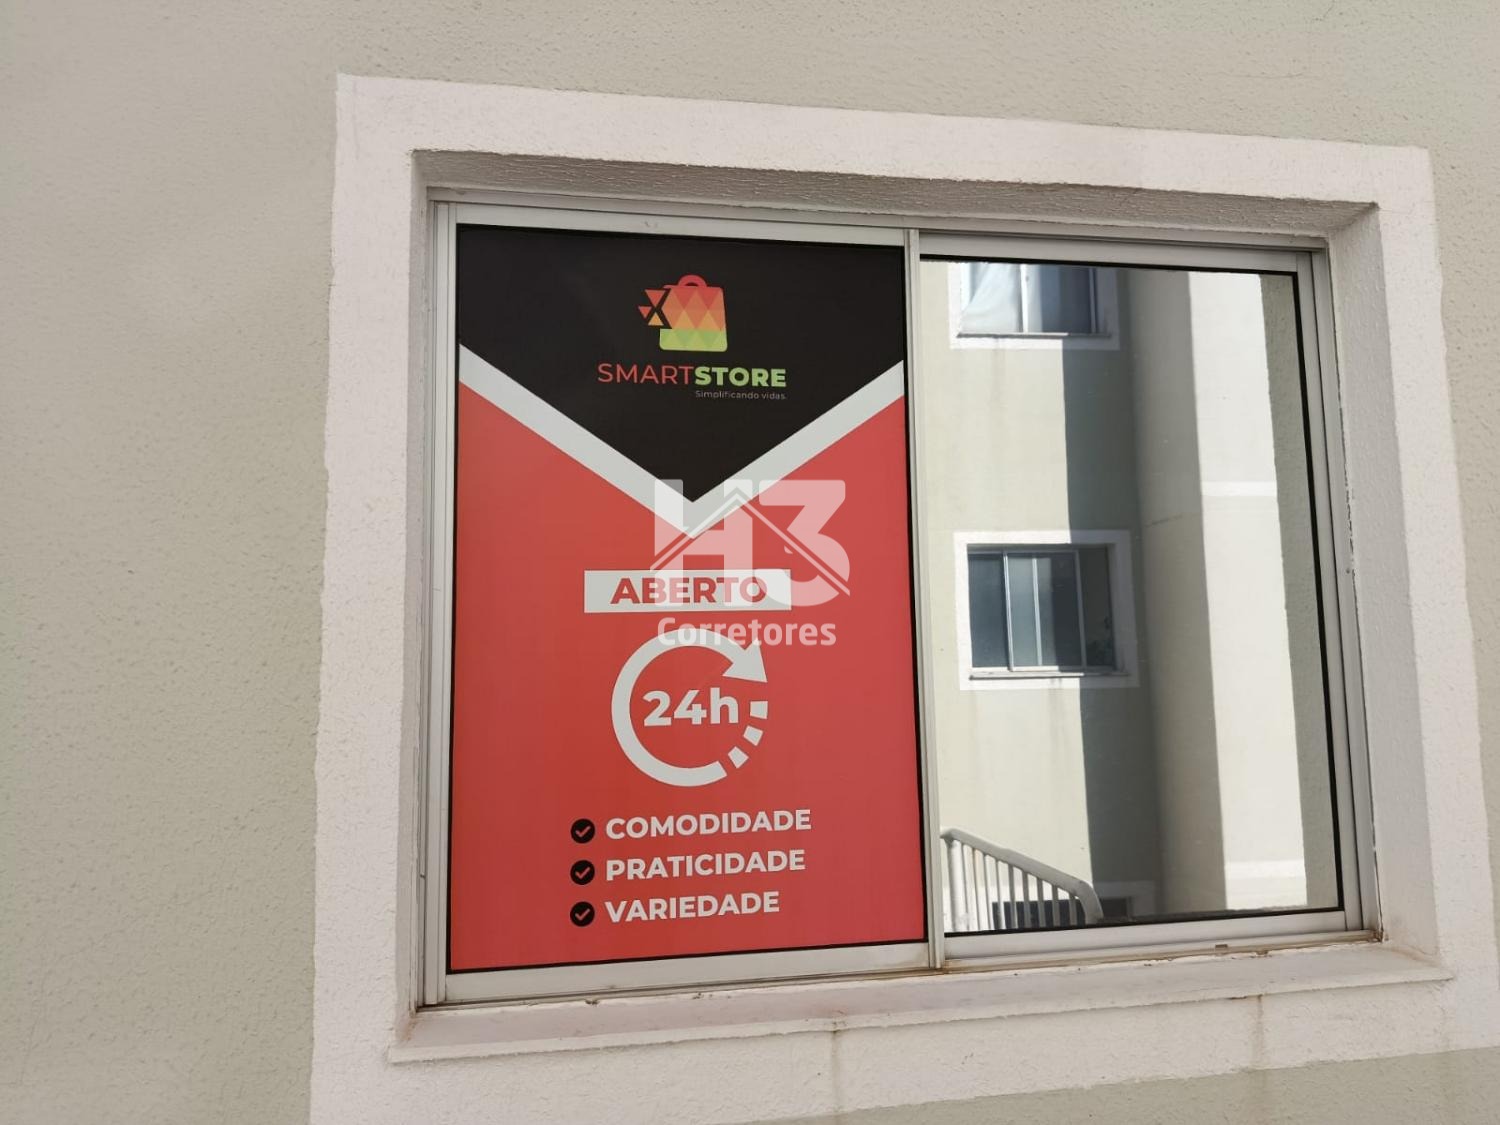 SMARTSTORE
Simplificando vidas.
H3
Corretores
ABERTO
24h
COMODIDADE
PRATICIDADE
VARIEDADE